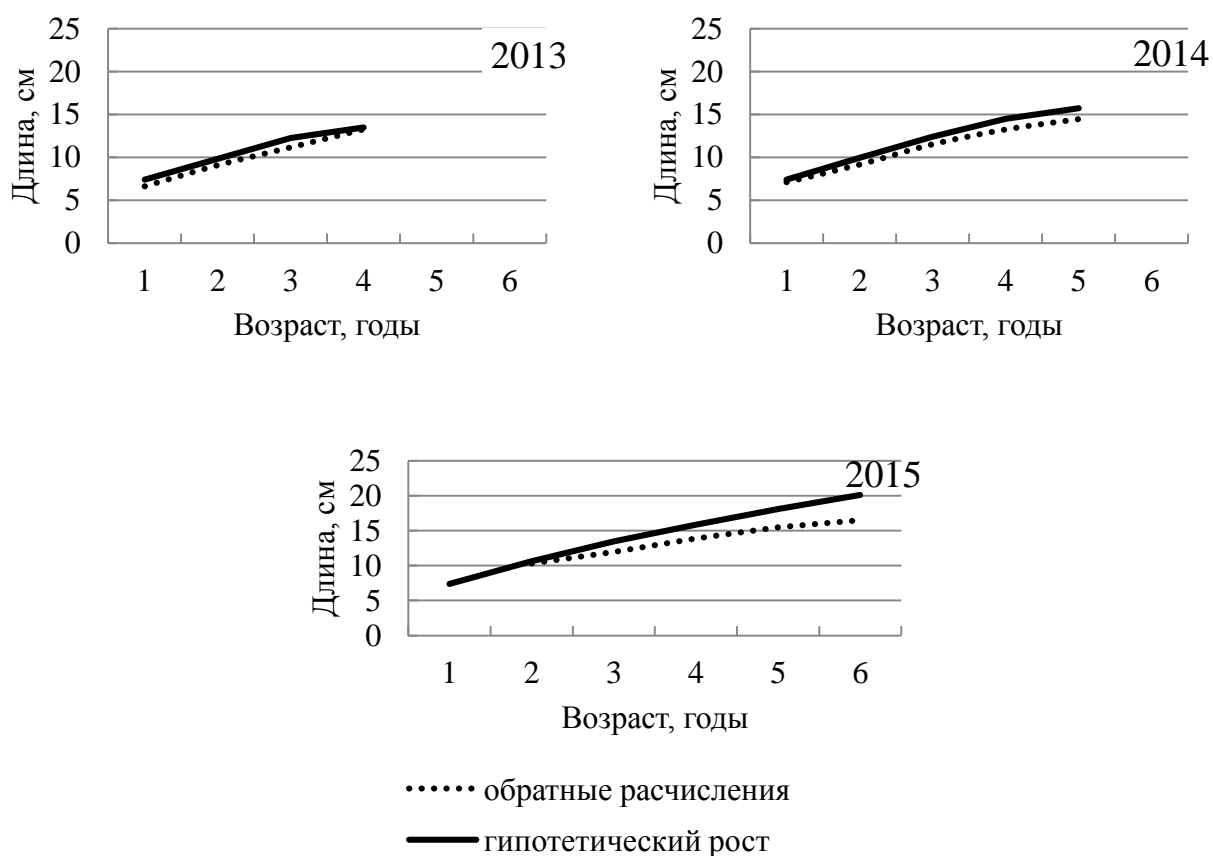 2013
25
20
15
10
5
0
Длина, см
1 2 3 4 5 6
Возраст, годы
2014
25
20
15
10
5
0
Длина, см
1 2 3 4 5 6
Возраст, годы
2015
25
20
15
10
5
0
Длина, см
1 2 3 4 5 6
Возраст, годы
обратные расчисления
гипотетический рост